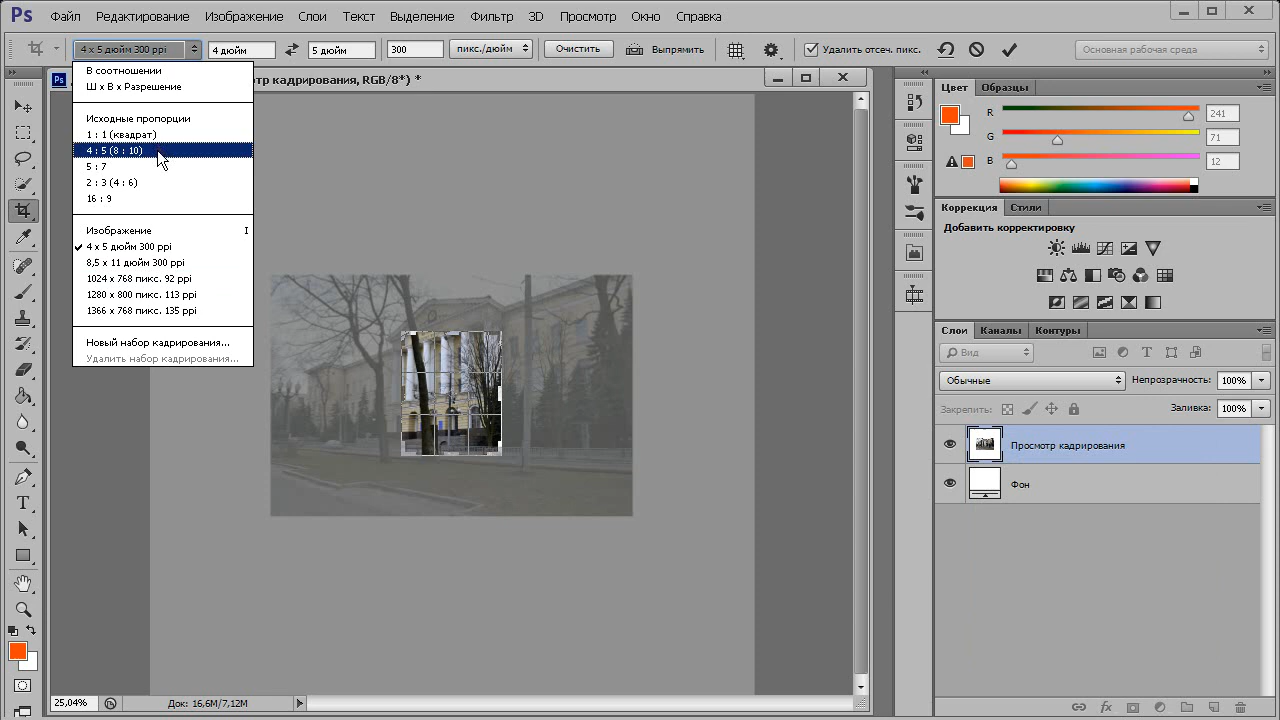 Ps Файл Редактирование Изображение Слои Текст Выделение Фильтр 3D Просмотр Окно Справка
4 x 5 дюйм 300 ppi 4 дюйм 5 дюйм 300 пикс./дюйм Очистить Выпрямить Удалить отсеч. пикс. Основная рабочая среда
В соотношении
Ш x В x Разрешение
Исходные пропорции
1 : 1 (квадрат)
4 : 5 (8 : 10)
5 : 7
2 : 3 (4 : 6)
16 : 9
Изображение I
4 x 5 дюйм 300 ppi
8,5 x 11 дюйм 300 ppi
1024 x 768 пикс. 92 ppi
1280 x 800 пикс. 113 ppi
1366 x 768 пикс. 135 ppi
Новый набор кадрирования...
Удалить набор кадрирования...
Ps тр кадрирования, RGB/8*) *
25,04% Док: 16,6M/7,12M
Цвет Образцы
R 241
G 71
B 12
Коррекция Стили
Добавить корректировку
Слои Каналы Контуры
Вид
Обычные Непрозрачность: 100%
Закрепить: Заливка: 100%
Просмотр кадрирования
Фон